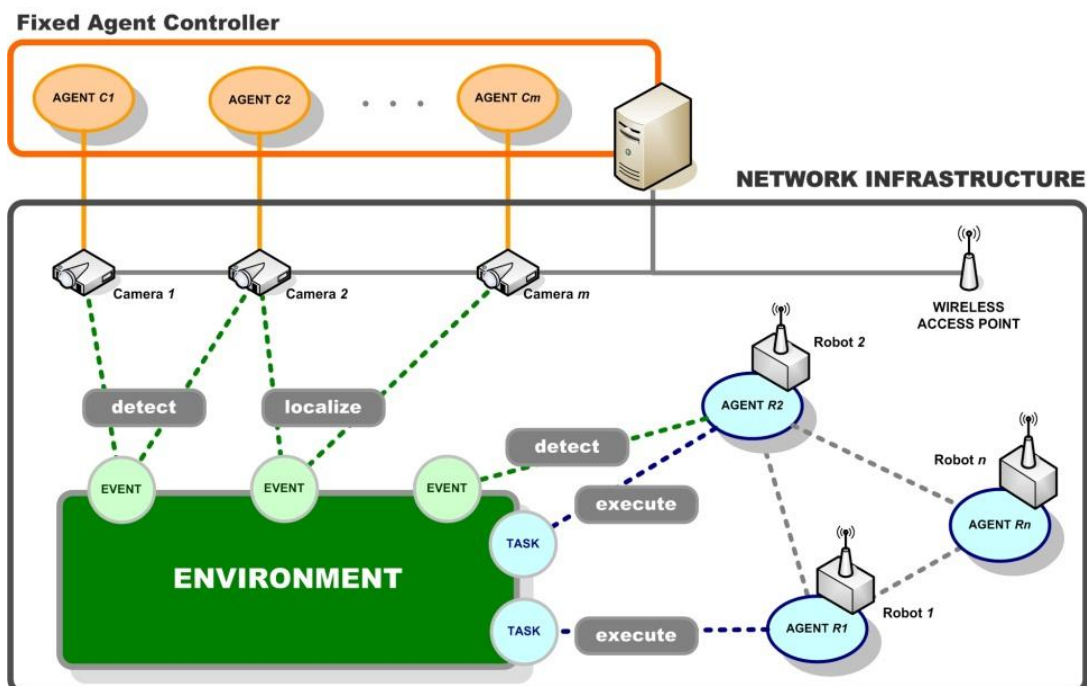 Fixed Agent Controller
AGENT C1
AGENT C2
AGENT Cm
NETWORK INFRASTRUCTURE
Camera 1
Camera 2
Camera m
WIRELESS
ACCESS POINT
Robot 2
detect
localize
AGENT R2
detect
Robot n
EVENT
EVENT
EVENT
execute
AGENT Rn
TASK
ENVIRONMENT
Robot 1
TASK
execute
AGENT R1